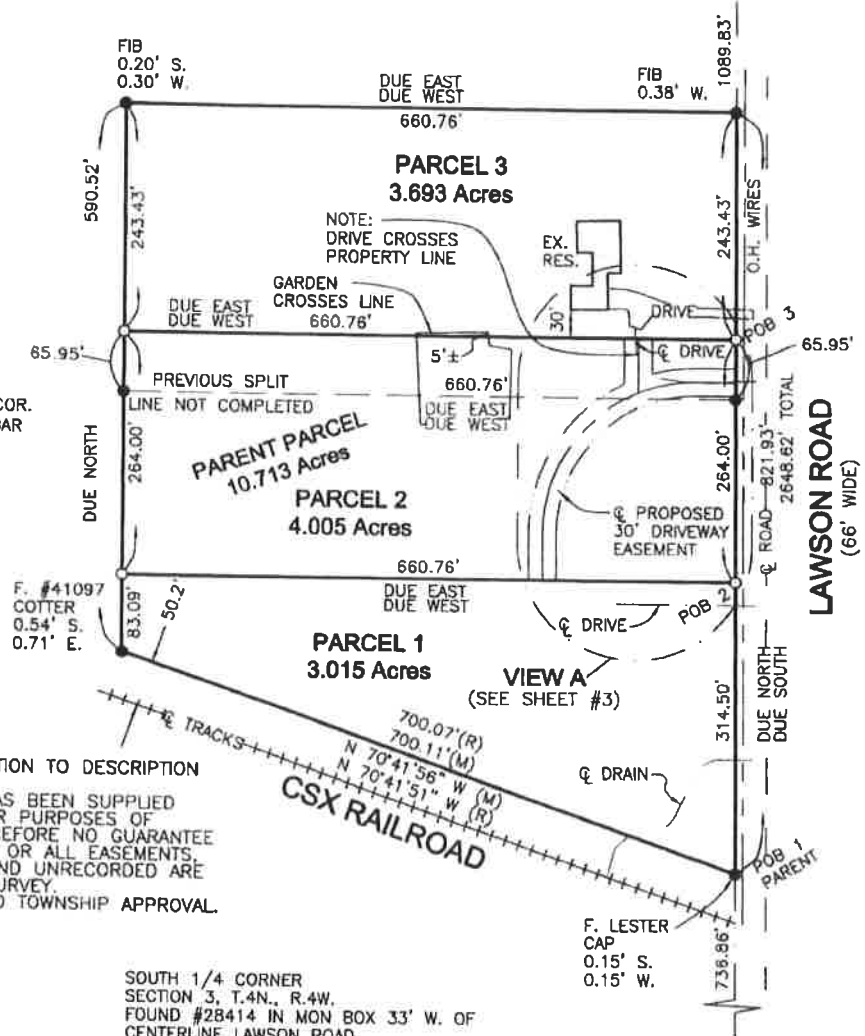 1089.83'
FIB
0.20' S.
0.30' W.
FIB
0.38' W.
DUE EAST
DUE WEST
660.76'
590.52'
243.43'
PARCEL 3
3.693 Acres
243.43'
O.H. WIRES
NOTE:
DRIVE CROSSES
PROPERTY LINE
EX.
RES.
GARDEN
CROSSES LINE
DUE EAST
DUE WEST
660.76'
30'
DRIVE
POB 3
65.95'
5'±
℄ DRIVE
65.95'
660.76'
PREVIOUS SPLIT
LINE NOT COMPLETED
DUE EAST
DUE WEST
COR.
BAR
PARENT PARCEL
10.713 Acres
DUE NORTH
264.00'
PARCEL 2
4.005 Acres
264.00'
℄ PROPOSED
30' DRIVEWAY
EASEMENT
℄ ROAD
821.93'
2648.62' TOTAL
LAWSON ROAD
(66' WIDE)
660.76'
DUE EAST
DUE WEST
F. #41097
COTTER
0.54' S.
0.71' E.
83.09'
50.2'
POB 2
℄ DRIVE
PARCEL 1
3.015 Acres
VIEW A
(SEE SHEET #3)
314.50'
DUE NORTH
DUE SOUTH
℄ TRACKS
700.07'(R)
700.11'(M)
N 70°41'56" W (M)
N 70°41'51" W (R)
CSX RAILROAD
℄ DRAIN
POB 1
PARENT
TION TO DESCRIPTION
AS BEEN SUPPLIED
R PURPOSES OF
EFORE NO GUARANTEE
OR ALL EASEMENTS,
ND UNRECORDED ARE
URVEY.
O TOWNSHIP APPROVAL.
F. LESTER
CAP
0.15' S.
0.15' W.
736.86'
SOUTH 1/4 CORNER
SECTION 3, T.4N., R.4W.
FOUND #28414 IN MON BOX 33' W. OF
CENTERLINE LAWSON ROAD